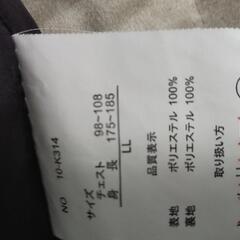 NO 10-K314
サイズ
チェスト 98~108
身長 175~185
LL
品質表示
表地 ポリエステル 100%
裏地 ポリエステル 100%
取り扱い方